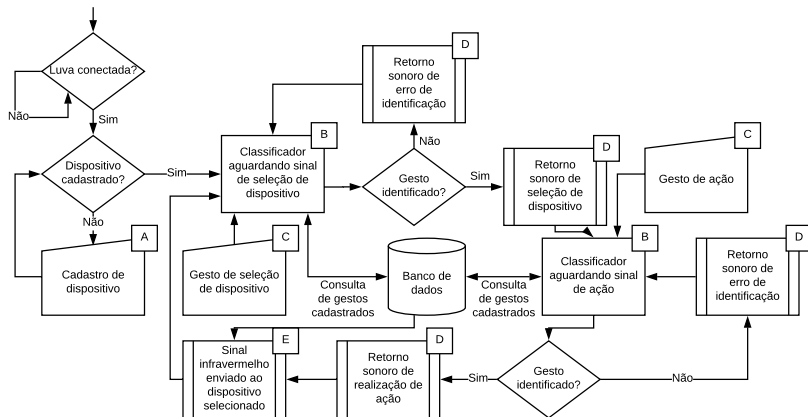 Luva conectada?
Não
Sim
Dispositivo
cadastrado?
Sim
Não
A
Cadastro de
dispositivo
B
Classificador
aguardando sinal
de seleção de
dispositivo
D
Retorno
sonoro de
erro de
identificação
Não
Gesto
identificado?
Sim
D
Retorno
sonoro de
seleção de
dispositivo
C
Gesto de ação
C
Gesto de seleção
de dispositivo
Consulta
de gestos
cadastrados
Banco de
dados
Consulta
de gestos
cadastrados
B
Classificador
aguardando sinal
de ação
D
Retorno
sonoro de
erro de
identificação
E
Sinal
infravermelho
enviado ao
dispositivo
selecionado
D
Retorno
sonoro de
realização de
ação
Sim
Gesto
identificado?
Não